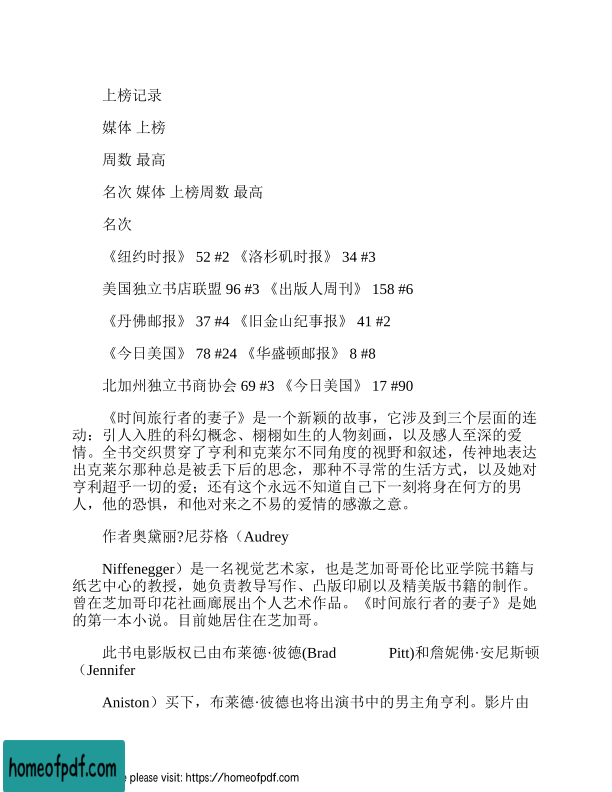 上榜记录
媒体 上榜
周数 最高
名次 媒体 上榜周数 最高
名次
《纽约时报》 52 #2 《洛杉矶时报》 34 #3
美国独立书店联盟 96 #3 《出版人周刊》 158 #6
《丹佛邮报》 37 #4 《旧金山纪事报》 41 #2
《今日美国》 78 #24 《华盛顿邮报》 8 #8
北加州独立书商协会 69 #3 《今日美国》 17 #90
《时间旅行者的妻子》是一个新颖的故事，它涉及到三个层面的连
动：引人入胜的科幻概念、栩栩如生的人物刻画，以及感人至深的爱
情。全书交织贯穿了亨利和克莱尔不同角度的视野和叙述，传神地表达
出克莱尔那种总是被丢下后的思念，那种不寻常的生活方式，以及她对
亨利超乎一切的爱；还有这个永远不知道自己下一刻将身在何方的男
人，他的恐惧，和他对来之不易的爱情的感激之意。
作者奥黛丽?尼芬格（Audrey
Niffenegger）是一名视觉艺术家，也是芝加哥哥伦比亚学院书籍与
纸艺中心的教授，她负责教导写作、凸版印刷以及精美版书籍的制作。
曾在芝加哥印花社画廊展出个人艺术作品。《时间旅行者的妻子》是她
的第一本小说。目前她居住在芝加哥。
此书电影版权已由布莱德·彼德(Brad Pitt)和詹妮佛·安尼斯顿
（Jennifer
Aniston）买下，布莱德·彼德也将出演书中的男主角亨利。影片由
homeofpdf.com
please visit: https://homeofpdf.com